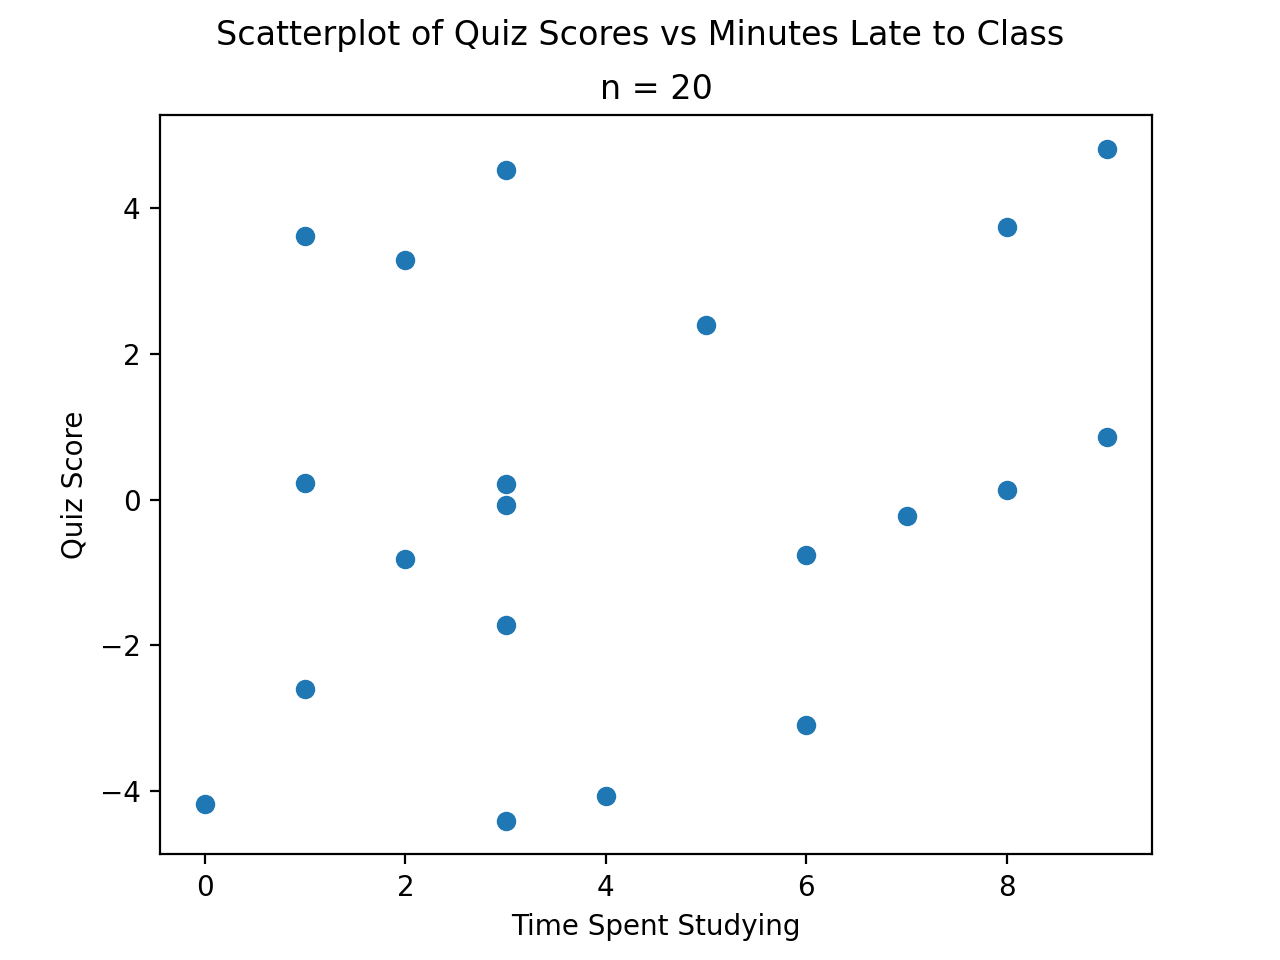 Scatterplot of Quiz Scores vs Minutes Late to Class
n = 20
4
2
0
−2
−4
Quiz Score
0 2 4 6 8
Time Spent Studying